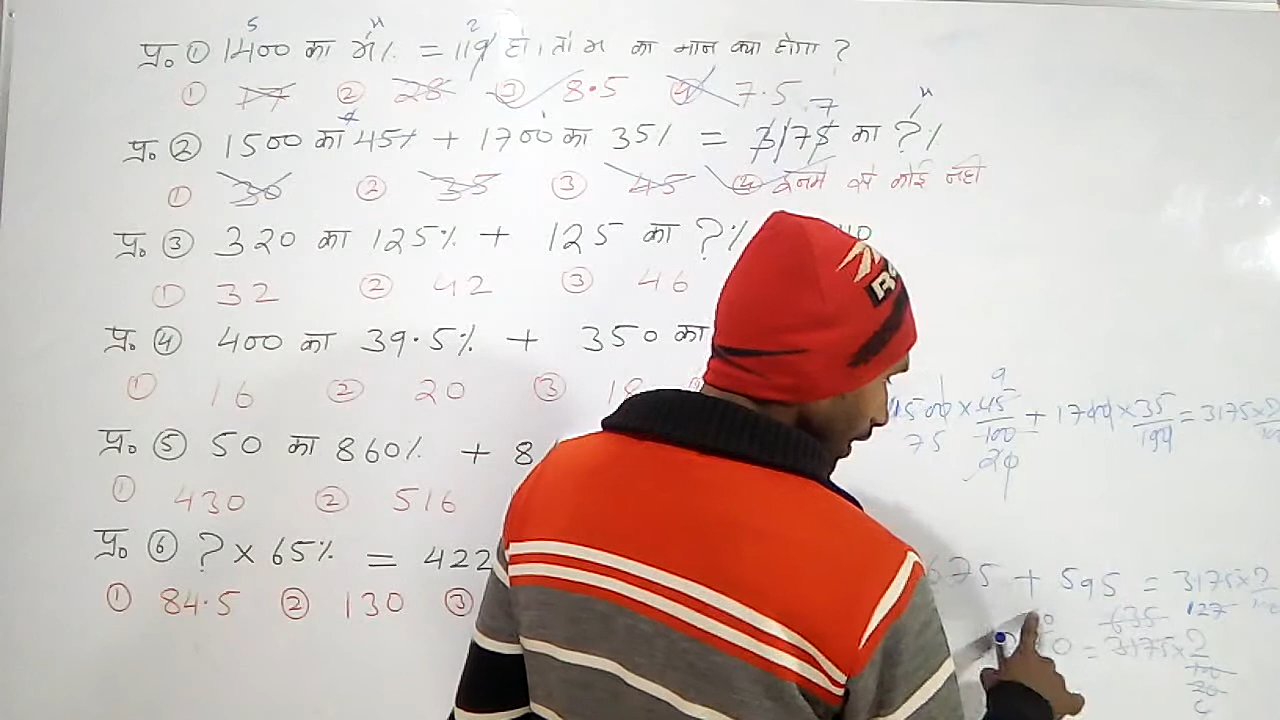 प्र० ① 1400 का x% = 119 हो। तो x का मान क्या होगा ?
① 17 ② 28 ③ 8.5 ④ 7.5
प्र० ② 1500 का 45% + 1700 का 35% = 3175 का ? %
① 30 ② 35 ③ 45 ④ इनमें से कोई नहीं
प्र० ③ 320 का 125% + 125 का ?%
① 32 ② 42 ③ 46
प्र० ④ 400 का 39.5% + 350 का
① 16 ② 20 ③ 18
प्र० ⑤ 50 का 860% + 8
① 430 ② 516
प्र० ⑥ ? × 65% = 422
① 84.5 ② 130 ③
1500 × 45/100 + 1700 × 35/100 = 3175 ×
675 + 595 = 3175 × ?
635 127
= 3175 × ?